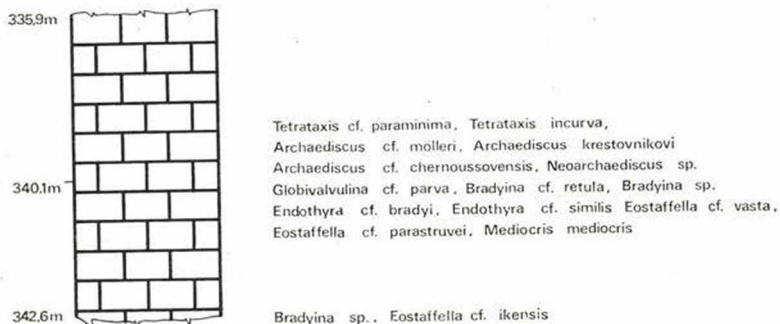 335,9m
Tetrataxis cf. paraminima, Tetrataxis incurva,
Archaediscus cf. molleri, Archaediscus krestovnikovi
Archaediscus cf. chernoussovensis, Neoarchaediscus sp.
340.1m
Globivalvulina cf. parva, Bradyina cf. retula, Bradyina sp.
Endothyra cf. bradyi, Endothyra cf. similis Eostaffella cf. vasta,
Eostaffella cf. parastruvei, Mediocris mediocris
342.6m
Bradyina sp., Eostaffella cf. ikensis